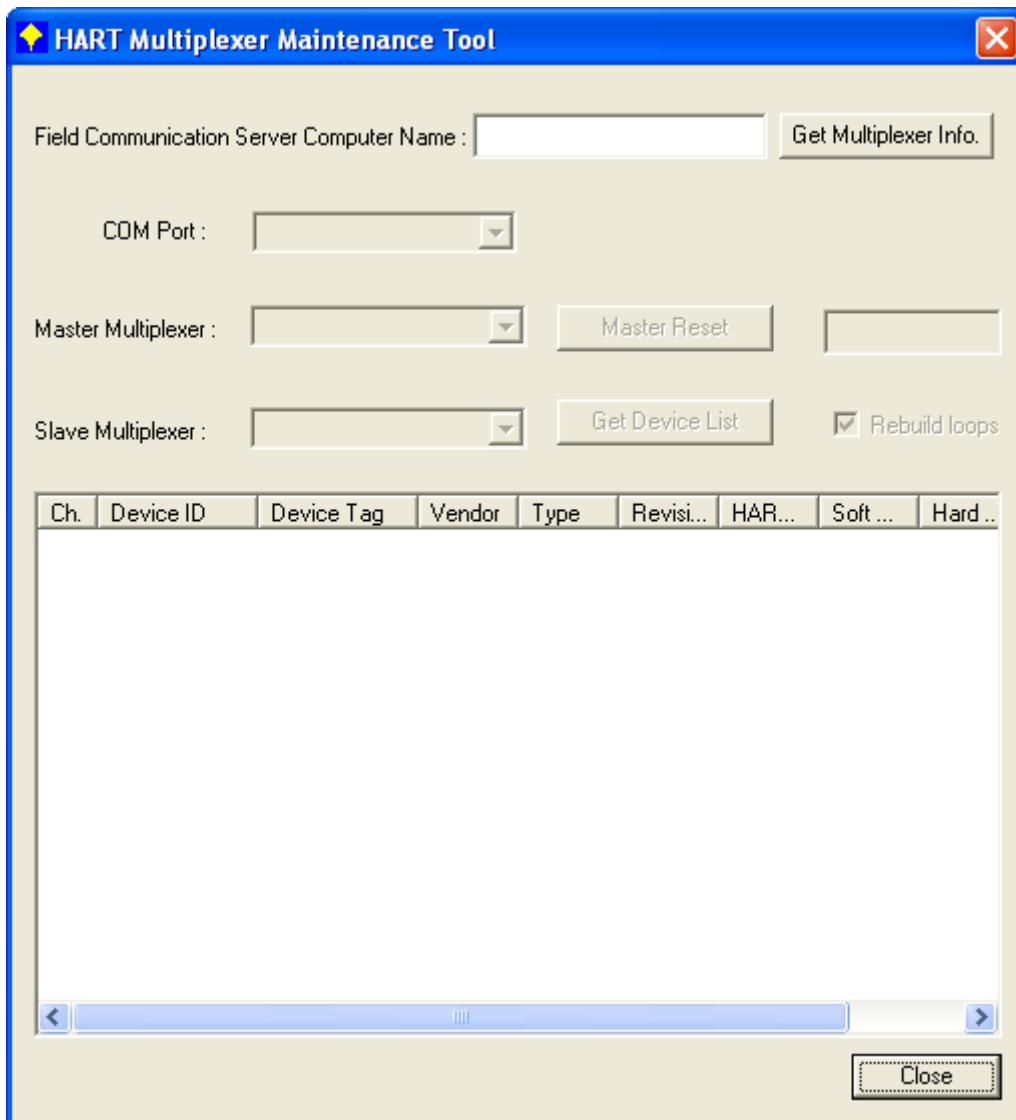 HART Multiplexer Maintenance Tool
Field Communication Server Computer Name : Get Multiplexer Info.
COM Port :
Master Multiplexer : Master Reset
Slave Multiplexer : Get Device List Rebuild loops
Ch. Device ID Device Tag Vendor Type Revisi... HAR... Soft ... Hard ..
Close